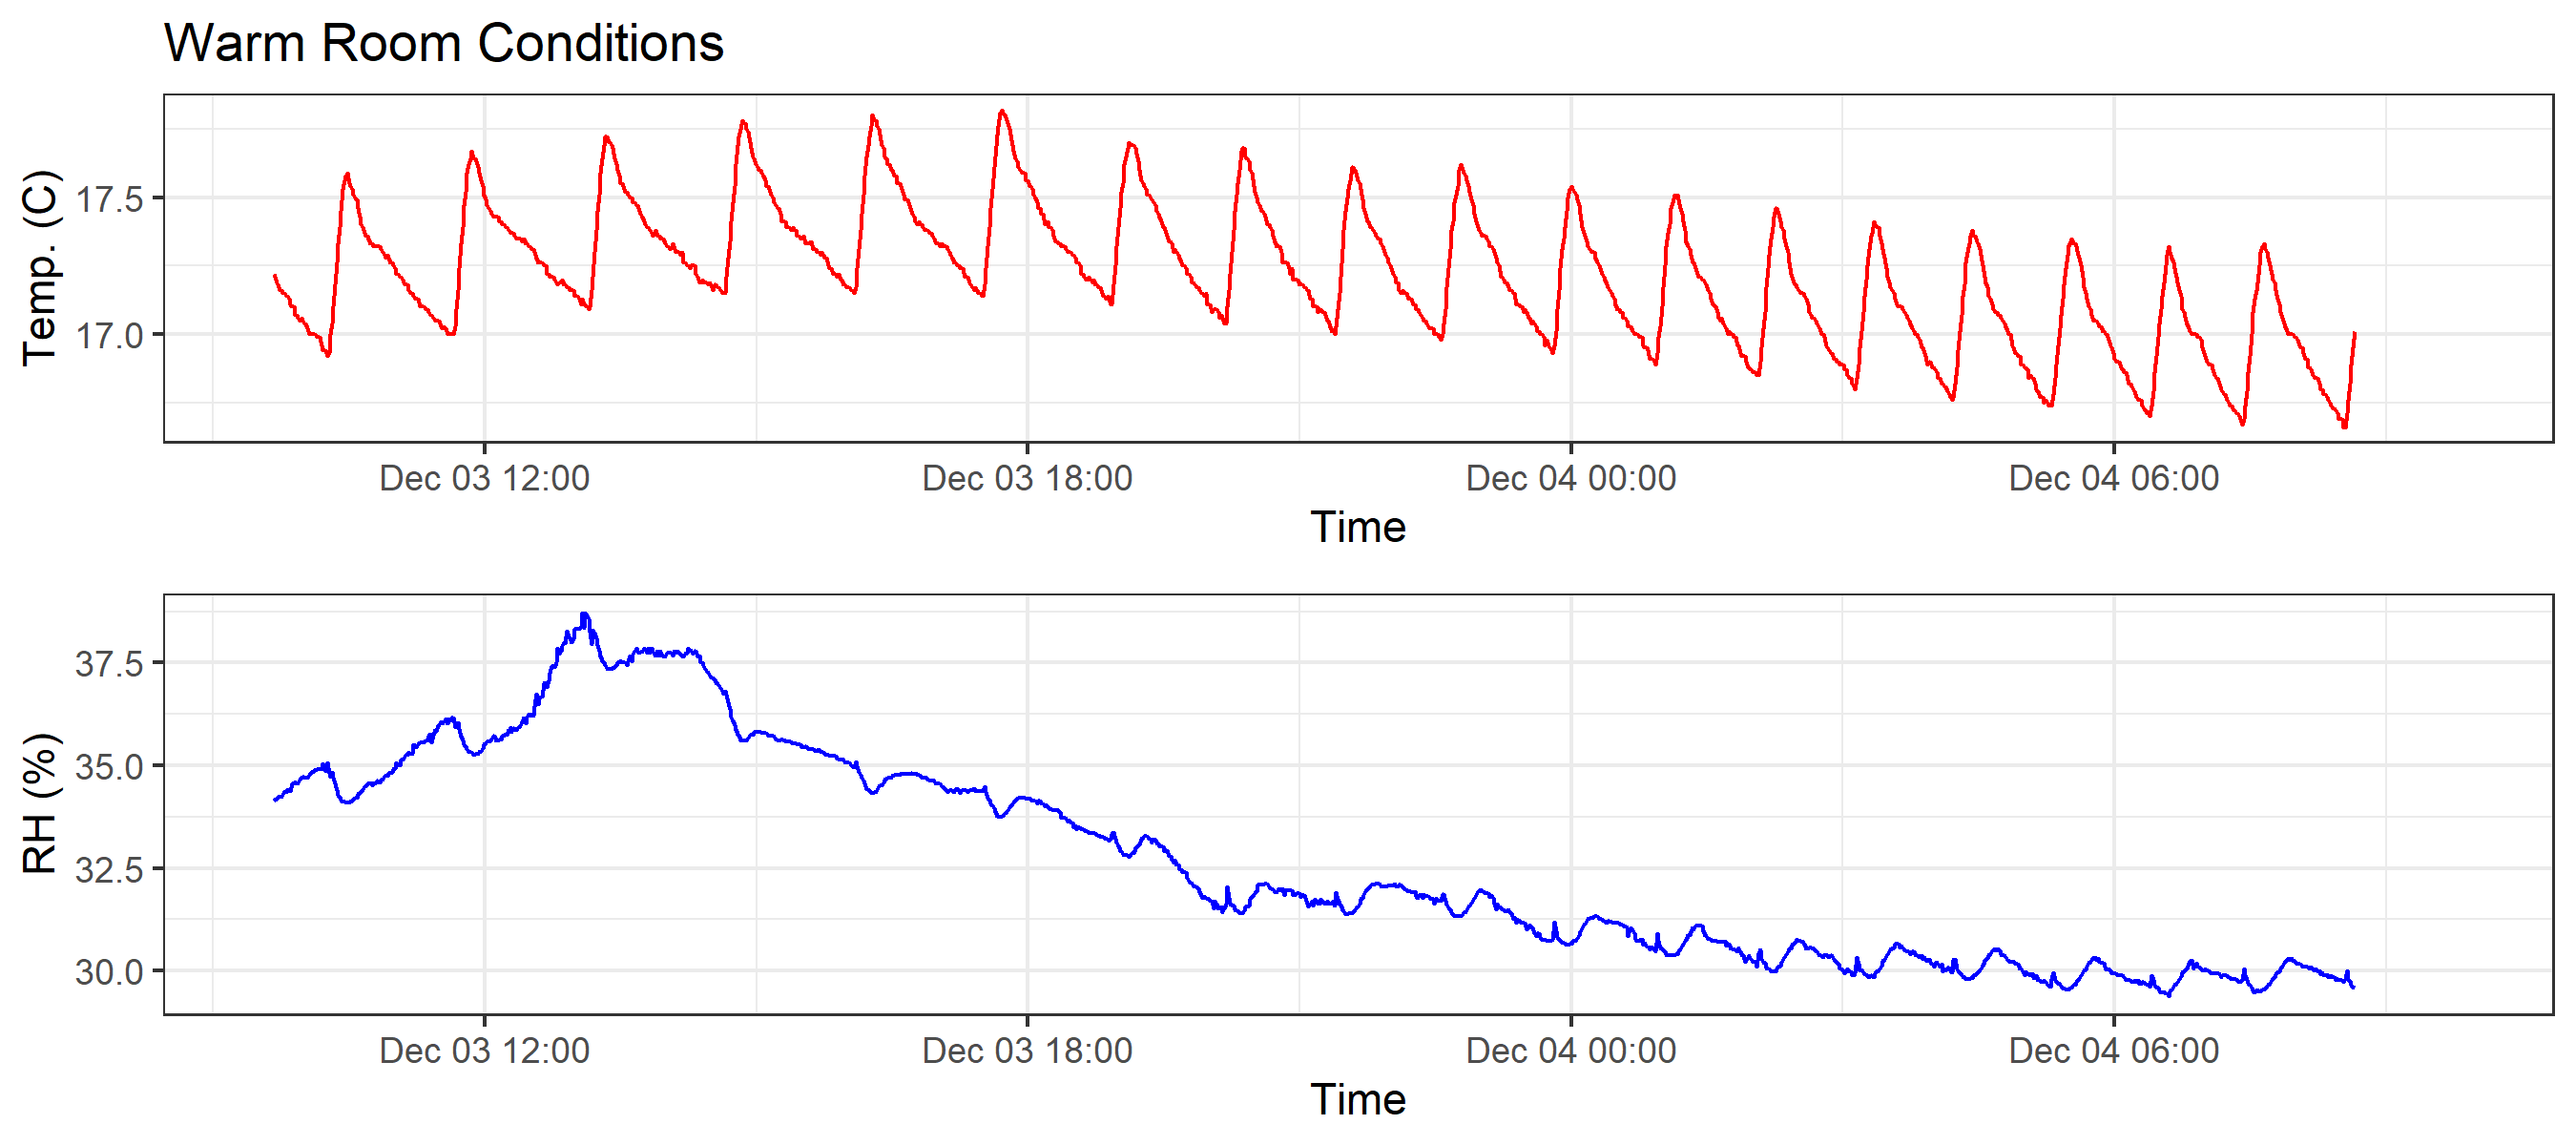 Warm Room Conditions
Temp. (C)
17.5
17.0
Dec 03 12:00 Dec 03 18:00 Dec 04 00:00 Dec 04 06:00
Time
RH (%)
37.5
35.0
32.5
30.0
Dec 03 12:00 Dec 03 18:00 Dec 04 00:00 Dec 04 06:00
Time